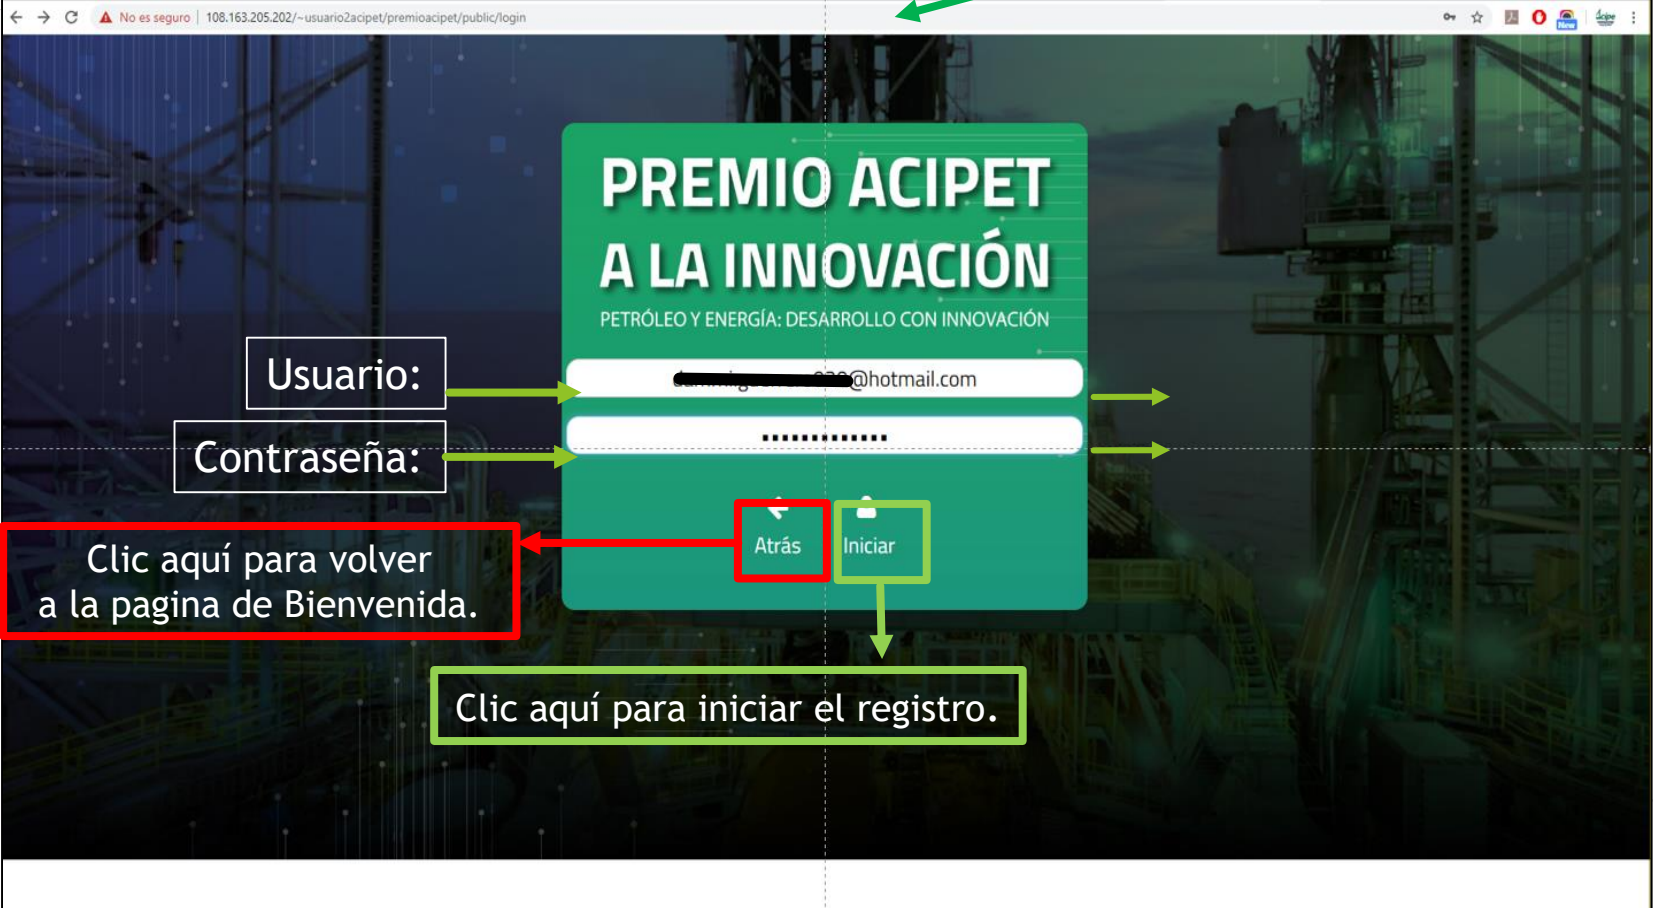 No es seguro
108.163.205.202/~usuario2acipet/premioacipet/public/login
New
PREMIO ACIPET
A LA INNOVACIÓN
PETRÓLEO Y ENERGÍA: DESARROLLO CON INNOVACIÓN
Usuario:
@hotmail.com
Contraseña:
Atrás
Iniciar
Clic aquí para volver
a la pagina de Bienvenida.
Clic aquí para iniciar el registro.